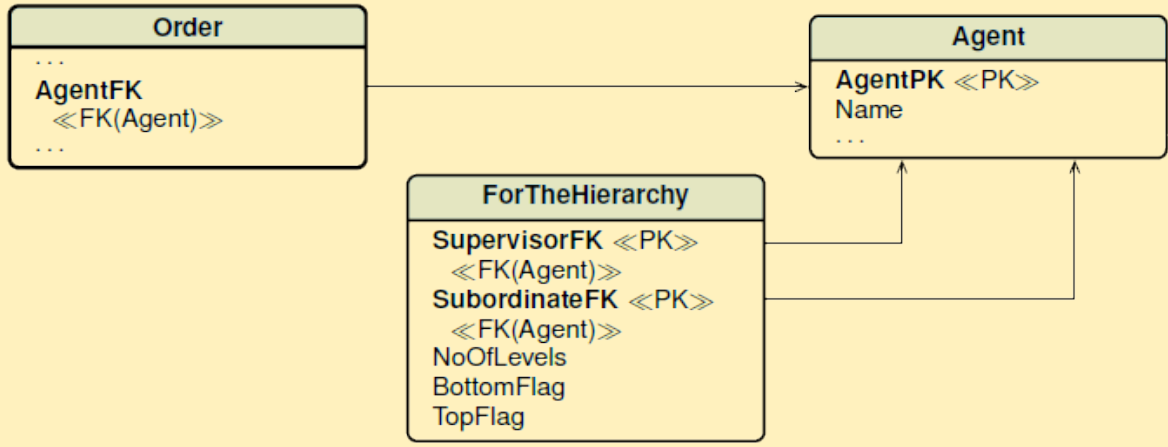 Order
. . .
AgentFK
≪FK(Agent)≫
. . .
Agent
AgentPK ≪PK≫
Name
. . .
ForTheHierarchy
SupervisorFK ≪PK≫
≪FK(Agent)≫
SubordinateFK ≪PK≫
≪FK(Agent)≫
NoOfLevels
BottomFlag
TopFlag